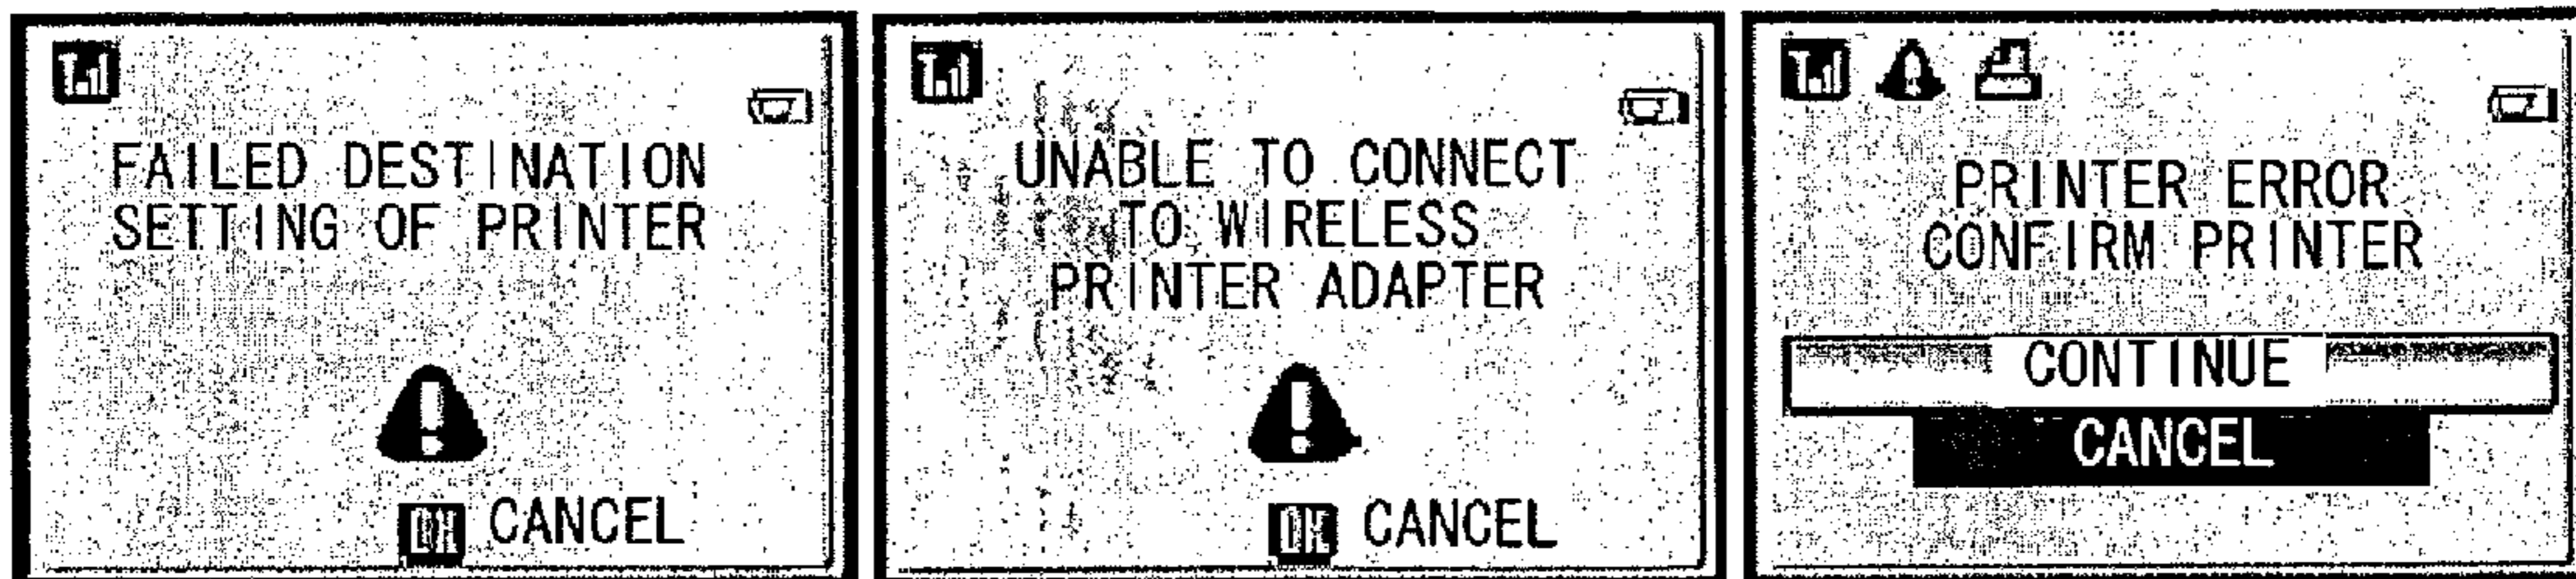 FAILED DESTINATION
SETTING OF PRINTER
OK CANCEL
UNABLE TO CONNECT
TO WIRELESS
PRINTER ADAPTER
OK CANCEL
PRINTER ERROR
CONFIRM PRINTER
CONTINUE
CANCEL